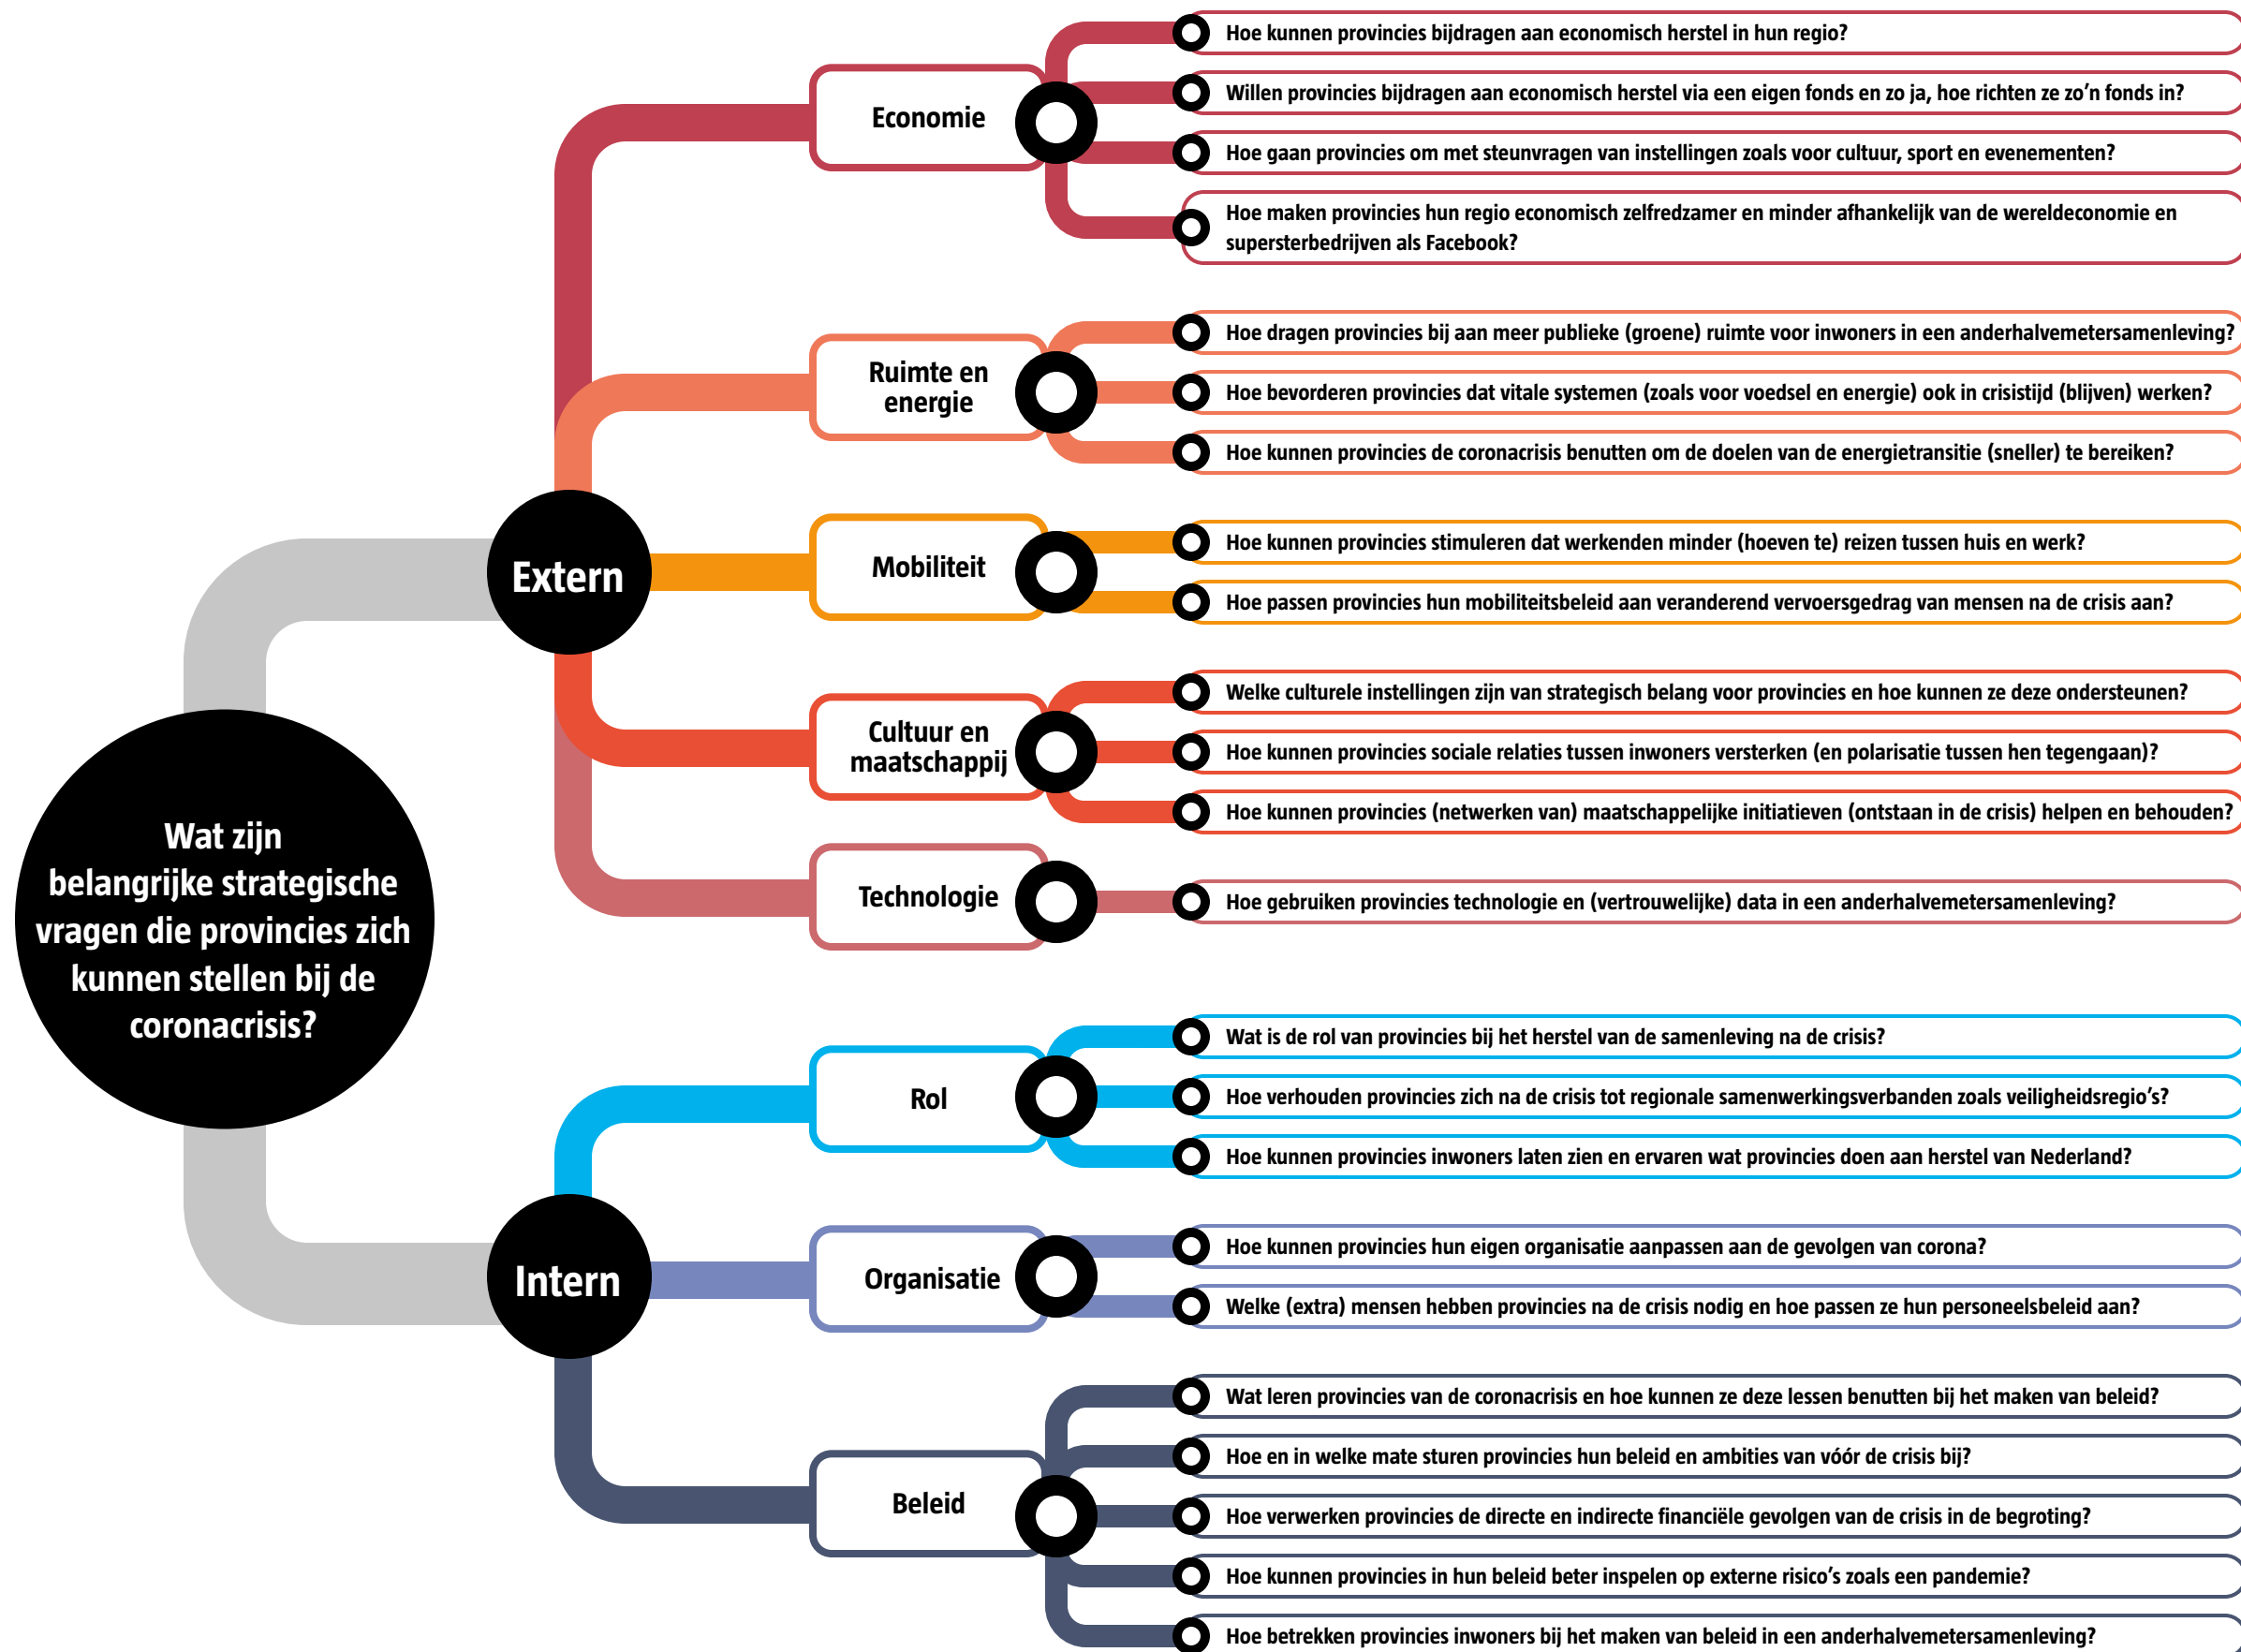 Wat zijn
belangrijke strategische
vragen die provincies zich
kunnen stellen bij de
coronacrisis?
Extern
Economie
Hoe kunnen provincies bijdragen aan economisch herstel in hun regio?
Willen provincies bijdragen aan economisch herstel via een eigen fonds en zo ja, hoe richten ze zo’n fonds in?
Hoe gaan provincies om met steunvragen van instellingen zoals voor cultuur, sport en evenementen?
Hoe maken provincies hun regio economisch zelfredzamer en minder afhankelijk van de wereldeconomie en
supersterbedrijven als Facebook?
Ruimte en
energie
Hoe dragen provincies bij aan meer publieke (groene) ruimte voor inwoners in een anderhalvemetersamenleving?
Hoe bevorderen provincies dat vitale systemen (zoals voor voedsel en energie) ook in crisistijd (blijven) werken?
Hoe kunnen provincies de coronacrisis benutten om de doelen van de energietransitie (sneller) te bereiken?
Mobiliteit
Hoe kunnen provincies stimuleren dat werkenden minder (hoeven te) reizen tussen huis en werk?
Hoe passen provincies hun mobiliteitsbeleid aan veranderend vervoersgedrag van mensen na de crisis aan?
Cultuur en
maatschappij
Welke culturele instellingen zijn van strategisch belang voor provincies en hoe kunnen ze deze ondersteunen?
Hoe kunnen provincies sociale relaties tussen inwoners versterken (en polarisatie tussen hen tegengaan)?
Hoe kunnen provincies (netwerken van) maatschappelijke initiatieven (ontstaan in de crisis) helpen en behouden?
Technologie
Hoe gebruiken provincies technologie en (vertrouwelijke) data in een anderhalvemetersamenleving?
Intern
Rol
Wat is de rol van provincies bij het herstel van de samenleving na de crisis?
Hoe verhouden provincies zich na de crisis tot regionale samenwerkingsverbanden zoals veiligheidsregio’s?
Hoe kunnen provincies inwoners laten zien en ervaren wat provincies doen aan herstel van Nederland?
Organisatie
Hoe kunnen provincies hun eigen organisatie aanpassen aan de gevolgen van corona?
Welke (extra) mensen hebben provincies na de crisis nodig en hoe passen ze hun personeelsbeleid aan?
Beleid
Wat leren provincies van de coronacrisis en hoe kunnen ze deze lessen benutten bij het maken van beleid?
Hoe en in welke mate sturen provincies hun beleid en ambities van vóór de crisis bij?
Hoe verwerken provincies de directe en indirecte financiële gevolgen van de crisis in de begroting?
Hoe kunnen provincies in hun beleid beter inspelen op externe risico’s zoals een pandemie?
Hoe betrekken provincies inwoners bij het maken van beleid in een anderhalvemetersamenleving?